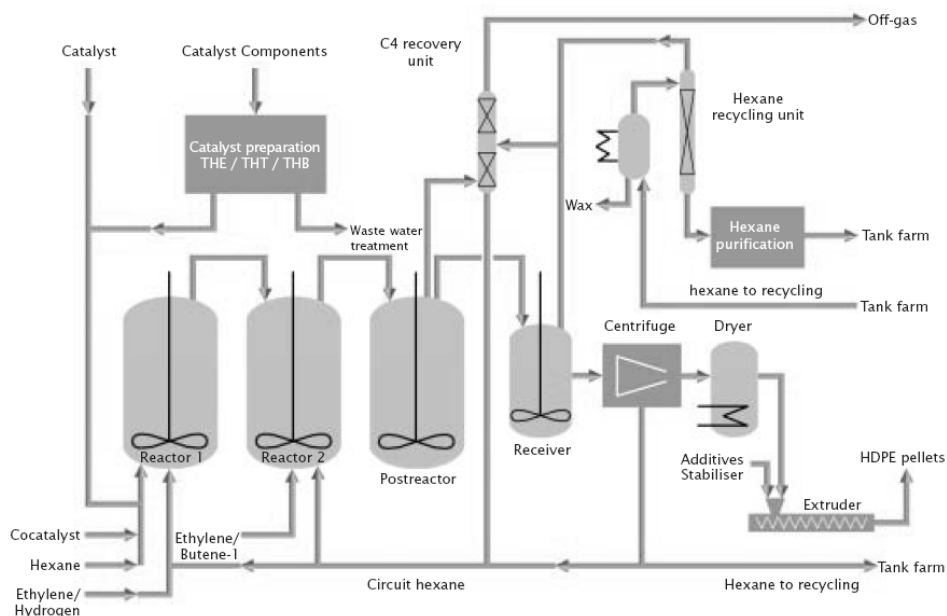 Off-gas
C4 recovery
unit
Catalyst
Catalyst Components
Hexane
recycling unit
Catalyst preparation
THE / THT / THB
Wax
Waste water
treatment
Hexane
purification
Tank farm
hexane to recycling
Tank farm
Centrifuge
Dryer
Reactor 1
Reactor 2
Postreactor
Receiver
Additives
Stabiliser
HDPE pellets
Extruder
Cocatalyst
Ethylene/
Butene-1
Hexane
Tank farm
Circuit hexane
Hexane to recycling
Ethylene/
Hydrogen